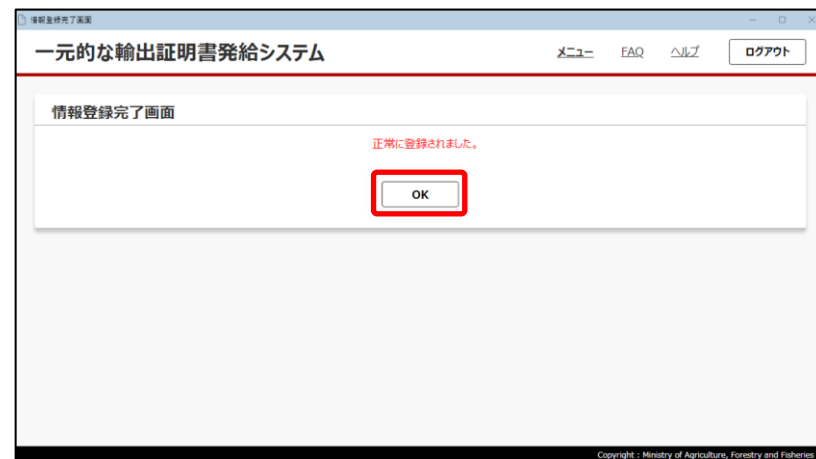 情報登録完了画面
一元的な輸出証明書発給システム
メニュー FAQ ヘルプ ログアウト
情報登録完了画面
正常に登録されました。
OK
Copyright : Ministry of Agriculture, Forestry and Fisheries